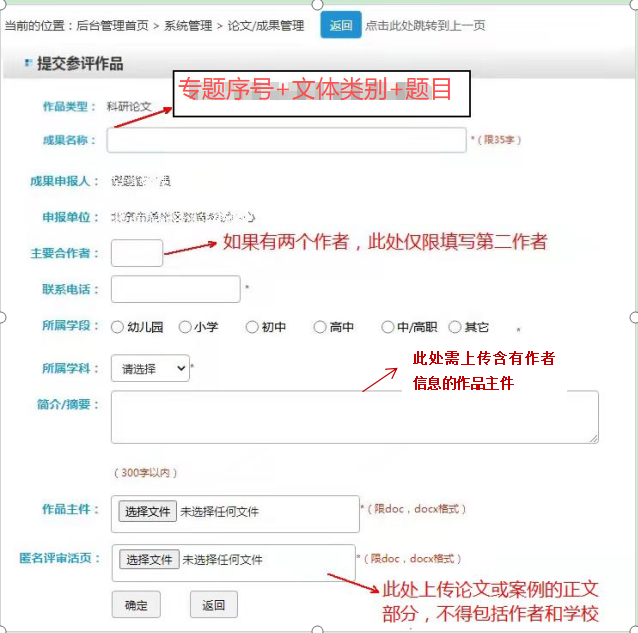 当前的位置：后台管理首页 > 系统管理 > 论文/成果管理 返回 点击此处跳转到上一页
提交参评作品
专题序号+文体类别+题目
作品类型： 科研论文
成果名称： *（限35字）
成果申报人：
申报单位：
主要合作者： 如果有两个作者，此处仅限填写第二作者
联系电话： *
所属学段： 幼儿园 小学 初中 高中 中/高职 其它 *
所属学科： 请选择 *
此处需上传含有作者
信息的作品主件
简介/摘要：
（300字以内）
作品主件： 选择文件 未选择任何文件 *（限doc，docx格式）
匿名评审活页： 选择文件 未选择任何文件 *（限doc，docx格式）
此处上传论文或案例的正文
部分，不得包括作者和学校
确定 返回